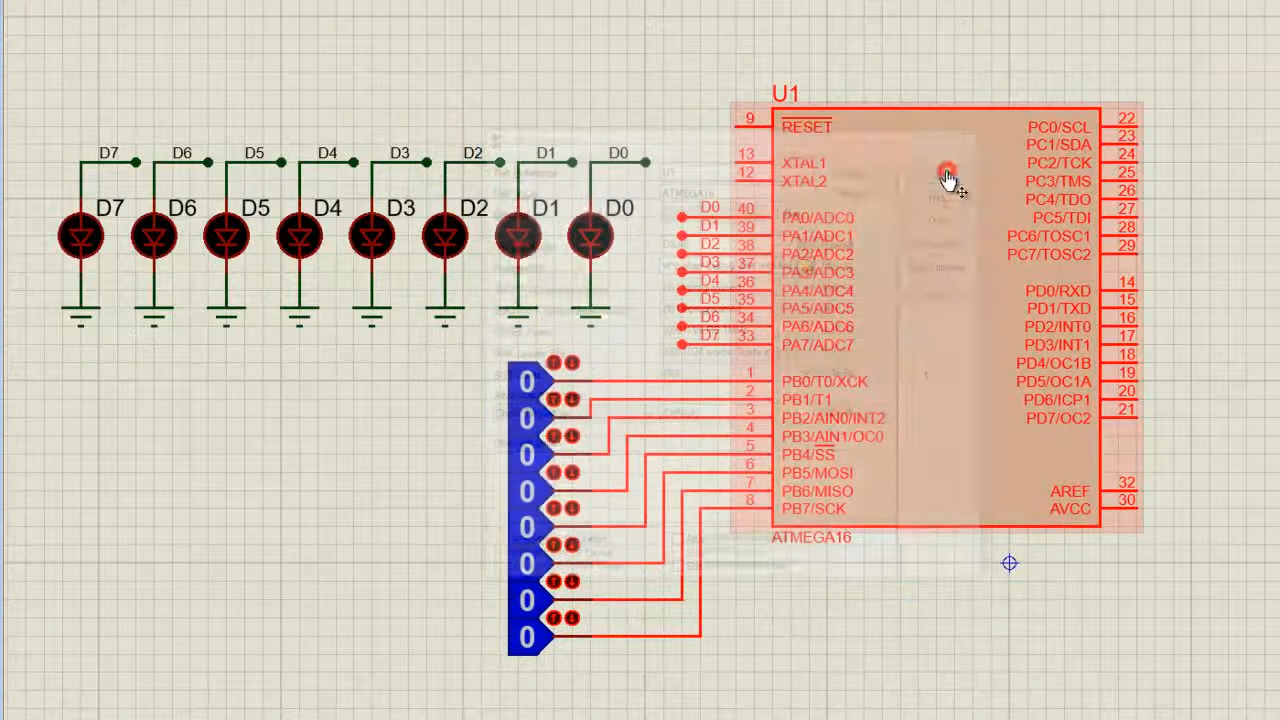 U1
D7 D6 D5 D4 D3 D2 D1 D0
D7 D6 D5 D4 D3 D2 D1 D0
9 RESET
13 XTAL1
12 XTAL2
D0 40 PA0/ADC0
D1 39 PA1/ADC1
D2 38 PA2/ADC2
D3 37 PA3/ADC3
D4 36 PA4/ADC4
D5 35 PA5/ADC5
D6 34 PA6/ADC6
D7 33 PA7/ADC7
1 PB0/T0/XCK
2 PB1/T1
3 PB2/AIN0/INT2
4 PB3/AIN1/OC0
5 PB4/SS
6 PB5/MOSI
7 PB6/MISO
8 PB7/SCK
PC0/SCL 22
PC1/SDA 23
PC2/TCK 24
PC3/TMS 25
PC4/TDO 26
PC5/TDI 27
PC6/TOSC1 28
PC7/TOSC2 29
PD0/RXD 14
PD1/TXD 15
PD2/INT0 16
PD3/INT1 17
PD4/OC1B 18
PD5/OC1A 19
PD6/ICP1 20
PD7/OC2 21
AREF 32
AVCC 30
ATMEGA16
0
0
0
0
0
0
0
0
U1
ATMEGA16